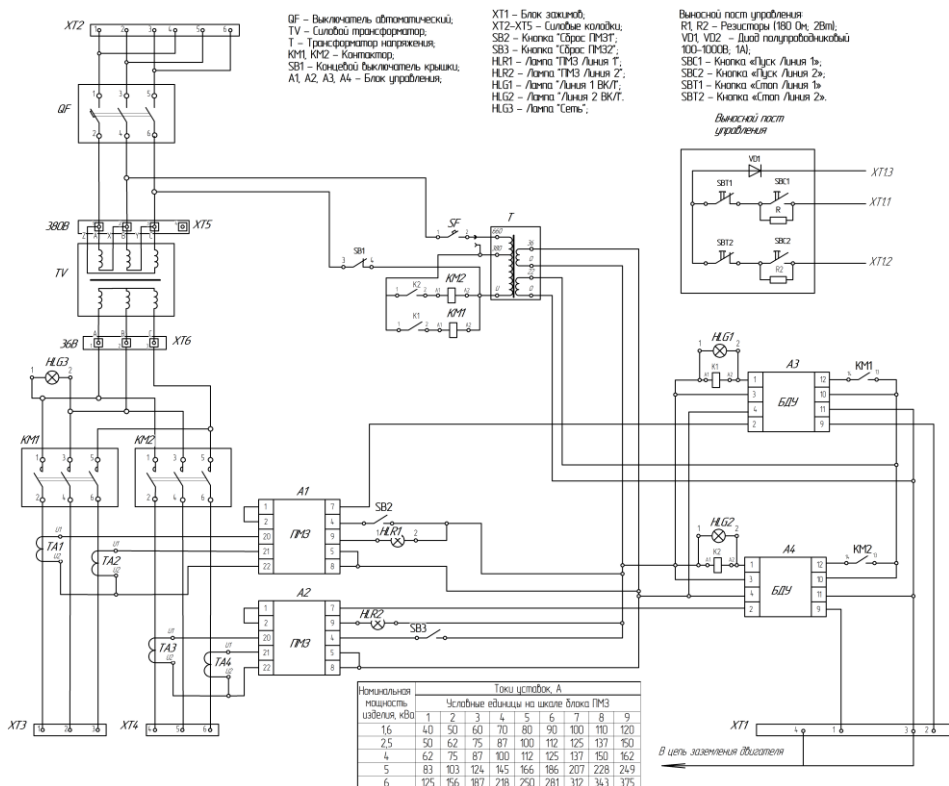 QF – Выключатель автоматический;
TV – Силовой трансформатор;
T – Трансформатор напряжения;
KM1, KM2 – Контактор;
SB1 – Концевой выключатель крышки;
A1, A2, A3, A4 – Блок управления;
XT1 – Блок зажимов;
XT2–XT5 – Силовые колодки;
SB2 – Кнопка "Сброс ПМЗ1";
SB3 – Кнопка "Сброс ПМЗ2";
HLR1 – Лампа "ПМЗ Линия 1";
HLR2 – Лампа "ПМЗ Линия 2";
HLG1 – Лампа "Линия 1 ВКЛ";
HLG2 – Лампа "Линия 2 ВКЛ".
HLG3 – Лампа "Сеть";
Выносной пост управления
R1, R2 – Резисторы (180 Ом; 2Вт);
VD1, VD2 – Диод полупроводниковый
100-1000В; 1А);
SBC1 – Кнопка «Пуск Линия 1»;
SBC2 – Кнопка «Пуск Линия 2»;
SBT1 – Кнопка «Стоп Линия 1»
SBT2 – Кнопка «Стоп Линия 2».
Выносной пост
управления
XT2
QF
380В
XT5
TV
36В
XT6
HLG3
KM1
KM2
TA1
TA2
TA3
TA4
XT3
XT4
SB1
SF
T
660
380
36
K2
KM2
K1
KM1
VD1
XT1.3
SBT1
SBC1
R
XT1.1
SBT2
SBC2
R2
XT1.2
A1
ПМЗ
SB2
HLR1
A2
ПМЗ
HLR2
SB3
HLG1
K1
A3
БДУ
KM1
HLG2
K2
A4
БДУ
KM2
XT1
4 1 3 2
В цепь заземления двигателя
Номинальная мощность изделия, кВа
Токи уставок, А
Условные единицы на шкале блока ПМЗ
1 2 3 4 5 6 7 8 9
1,6 40 50 60 70 80 90 100 110 120
2,5 50 62 75 87 100 112 125 137 150
4 62 75 87 100 112 125 137 150 162
5 83 103 124 145 166 186 207 228 249
6 125 156 187 218 250 281 312 343 375